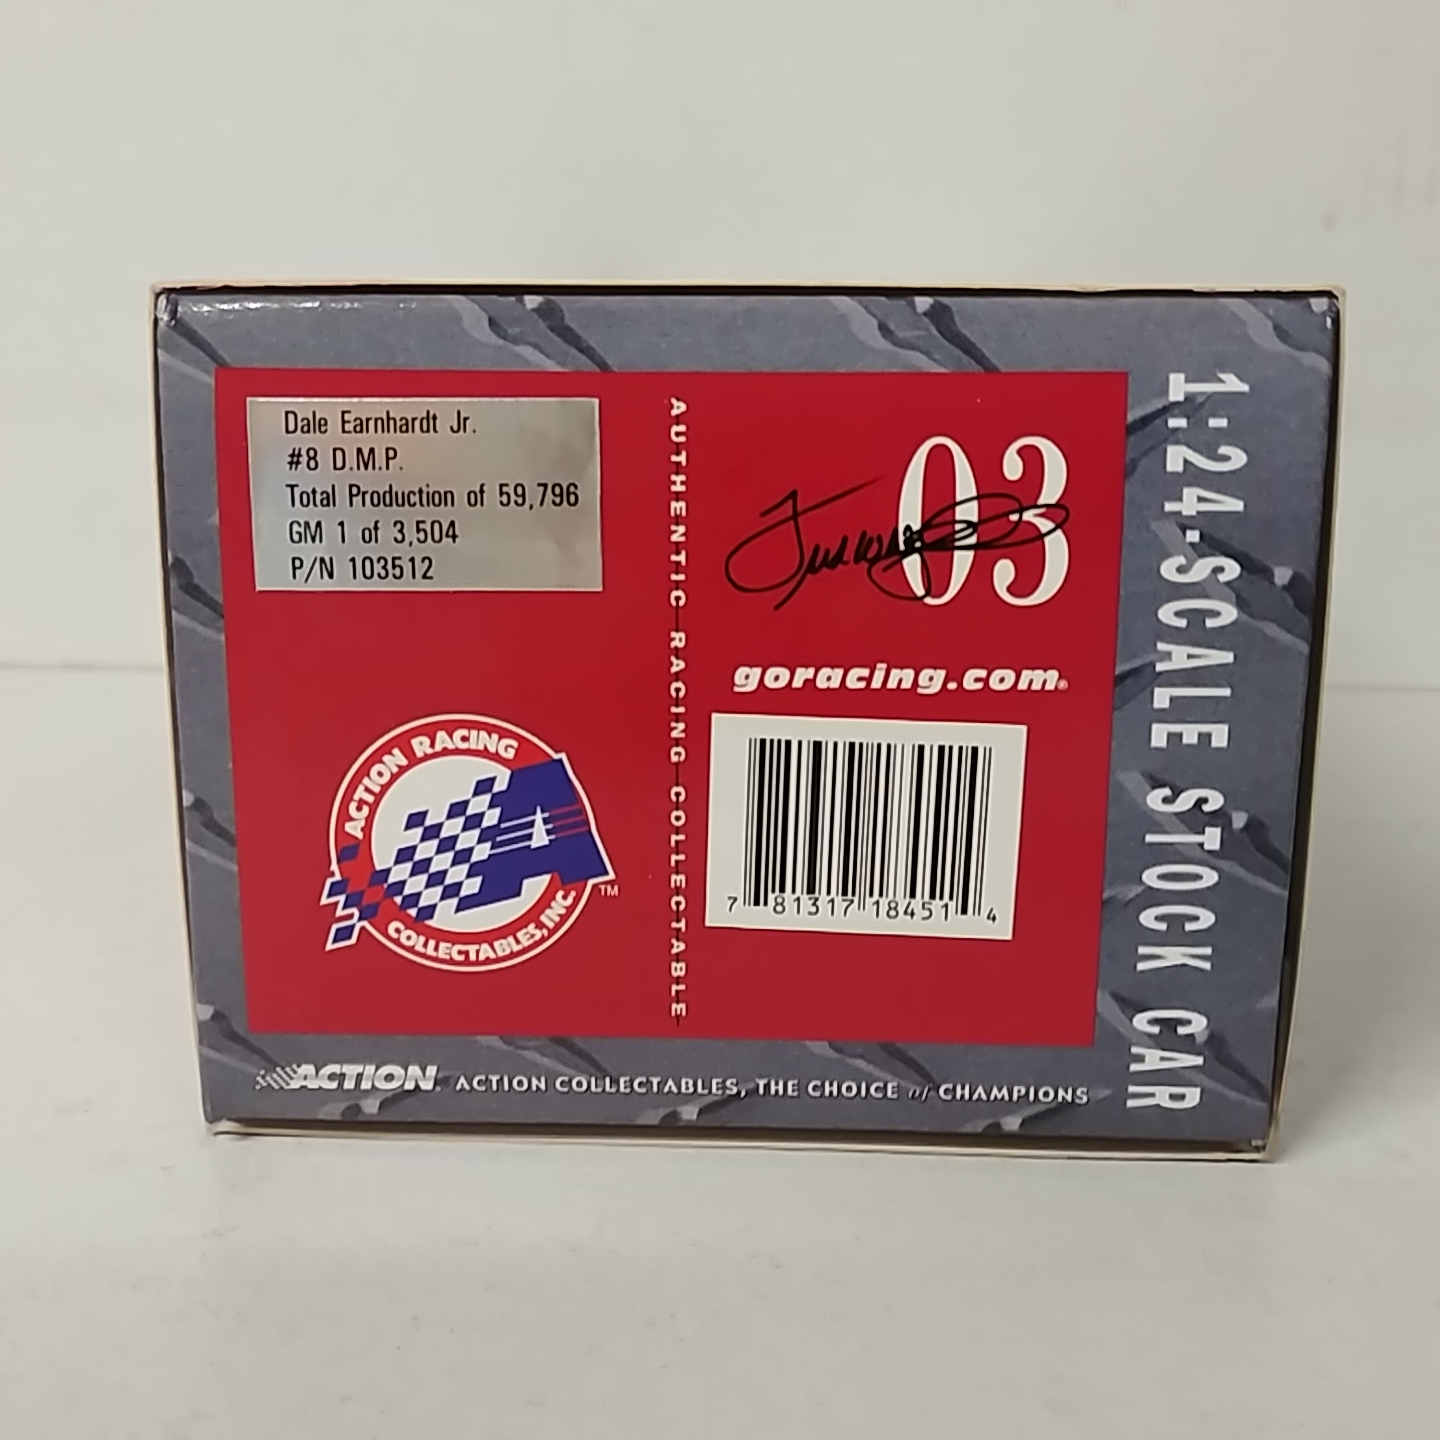 Dale Earnhardt Jr.
#8 D.M.P.
Total Production of 59,796
GM 1 of 3,504
P/N 103512
ACTION RACING
COLLECTABLES, INC.
TM
AUTHENTIC RACING COLLECTABLE
03
goracing.com®
7 81317 18451 4
1:24-SCALE STOCK CAR
ACTION. ACTION COLLECTABLES, THE CHOICE of CHAMPIONS